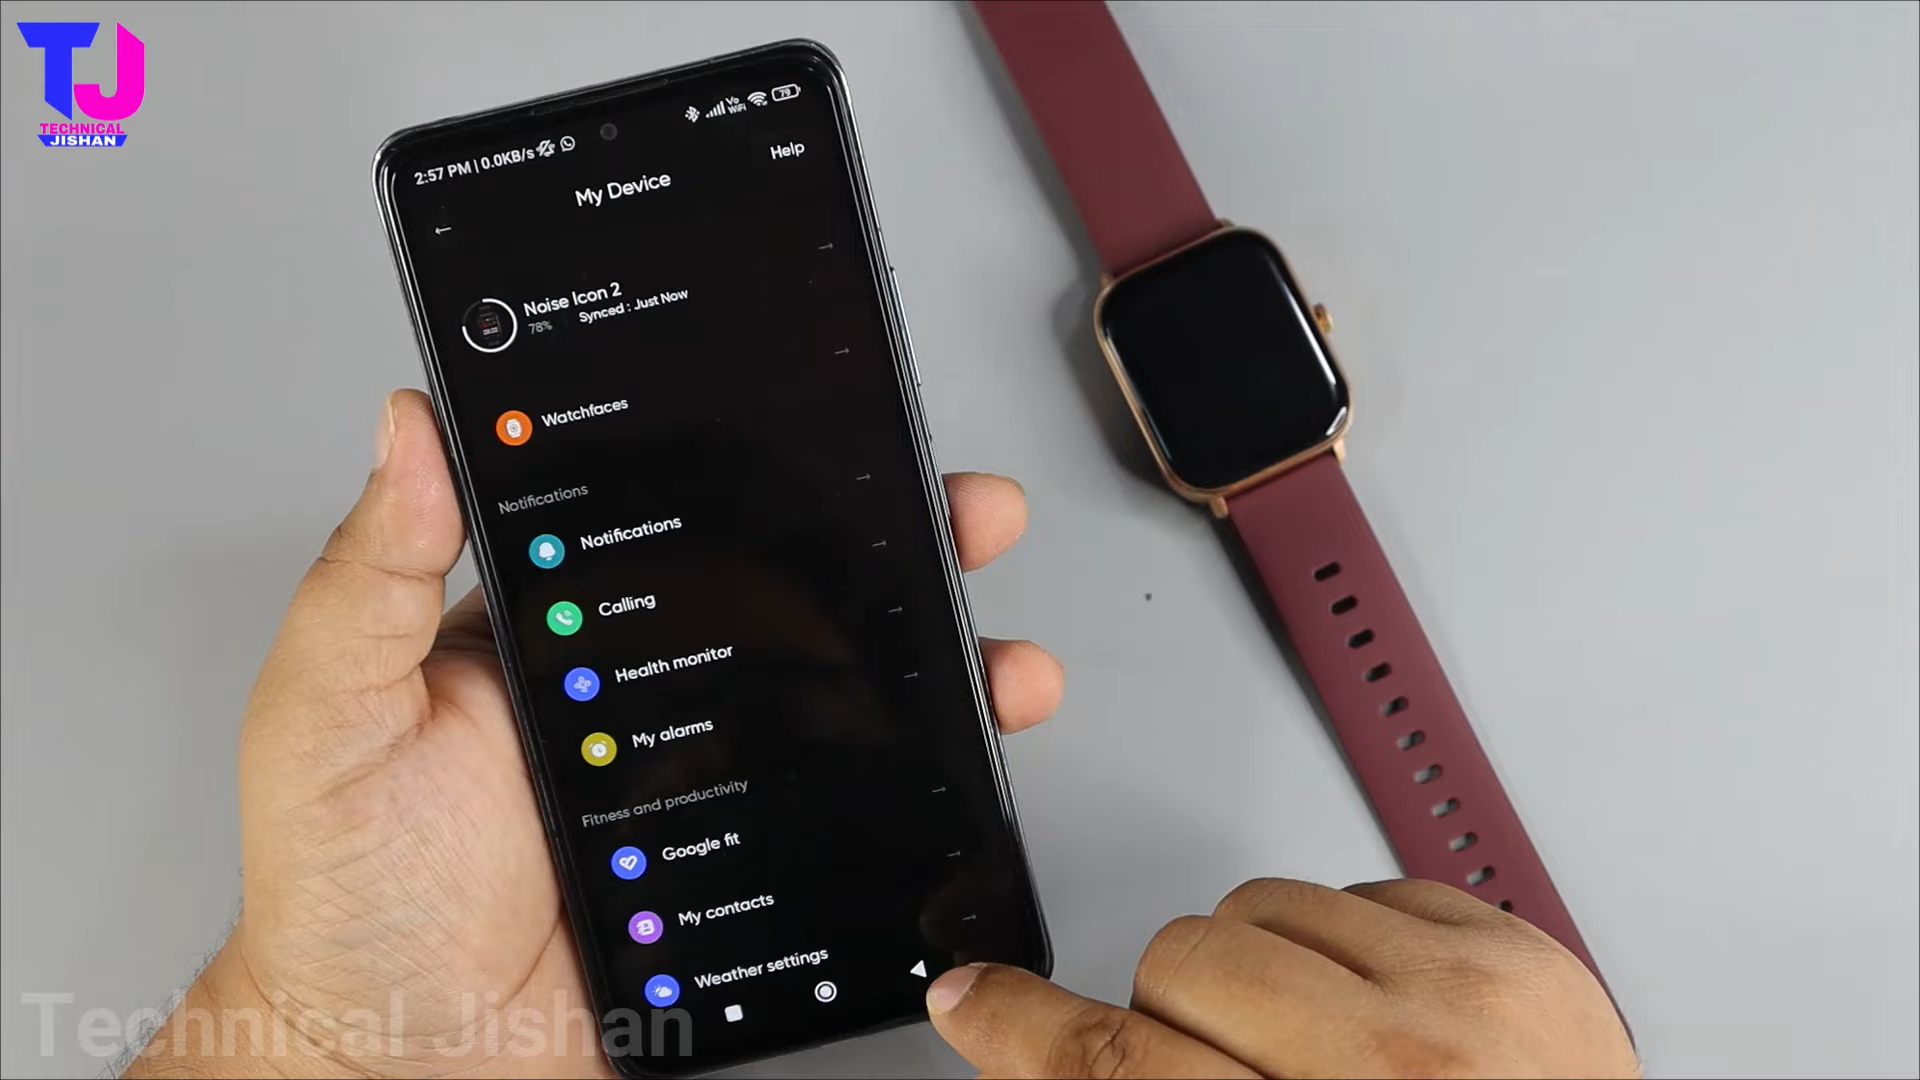 TJ
TECHNICAL
JISHAN
2:57 PM | 0.0KB/s
Vo
WiFi
79
Help
My Device
Noise Icon 2
78% Synced : Just Now
Watchfaces
Notifications
Notifications
Calling
Health monitor
My alarms
Fitness and productivity
Google fit
My contacts
Weather settings
Technical Jishan